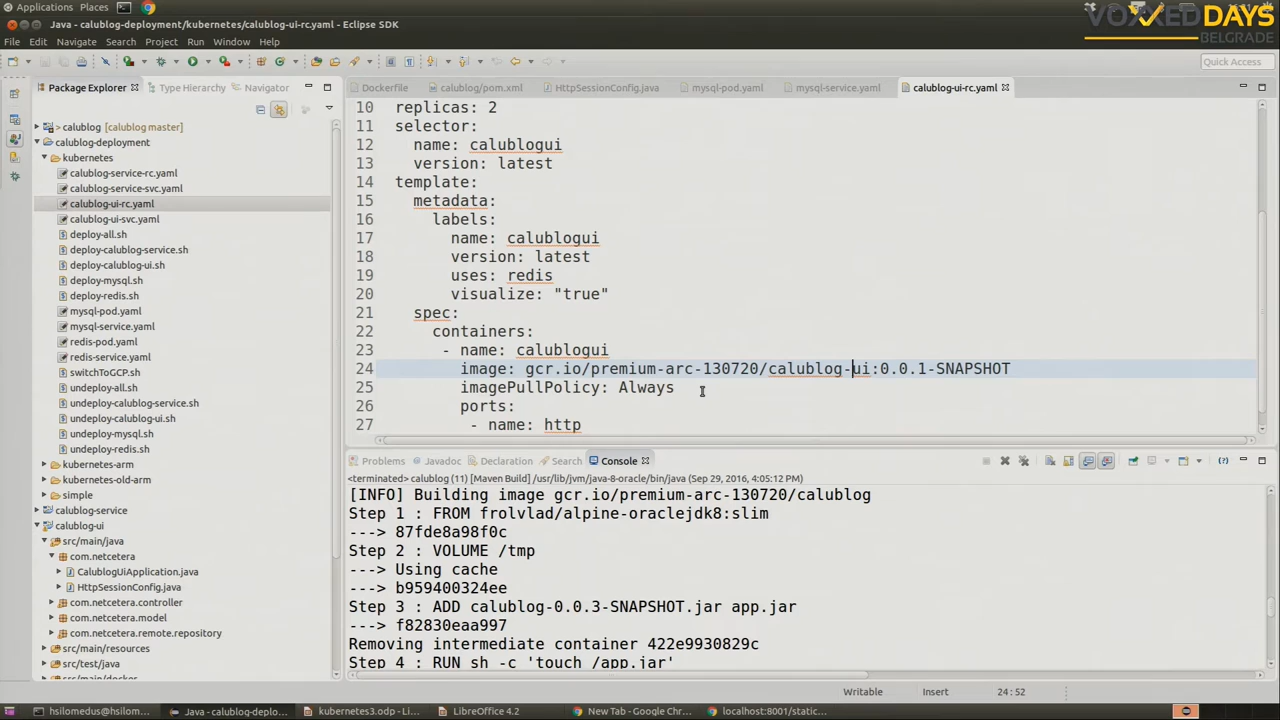 Applications Places
VOXXED DAYS
BELGRADE
Java - calublog-deployment/kubernetes/calublog-ui-rc.yaml - Eclipse SDK
File Edit Navigate Search Project Run Window Help
Quick Access
Package Explorer Type Hierarchy Navigator
Dockerfile calublog/pom.xml HttpSessionConfig.java mysql-pod.yaml mysql-service.yaml calublog-ui-rc.yaml
> calublog [calublog master]
calublog-deployment
kubernetes
calublog-service-rc.yaml
calublog-service-svc.yaml
calublog-ui-rc.yaml
calublog-ui-svc.yaml
deploy-all.sh
deploy-calublog-service.sh
deploy-calublog-ui.sh
deploy-mysql.sh
deploy-redis.sh
mysql-pod.yaml
mysql-service.yaml
redis-pod.yaml
redis-service.yaml
switchToGCP.sh
undeploy-all.sh
undeploy-calublog-service.sh
undeploy-calublog-ui.sh
undeploy-mysql.sh
undeploy-redis.sh
kubernetes-arm
kubernetes-old-arm
simple
calublog-service
calublog-ui
src/main/java
com.netcetera
CalublogUiApplication.java
HttpSessionConfig.java
com.netcetera.controller
com.netcetera.model
com.netcetera.remote.repository
src/main/resources
src/test/java
src/main/docker
10 replicas: 2
11 selector:
12 name: calublogui
13 version: latest
14 template:
15 metadata:
16 labels:
17 name: calublogui
18 version: latest
19 uses: redis
20 visualize: "true"
21 spec:
22 containers:
23 - name: calublogui
24 image: gcr.io/premium-arc-130720/calublog-ui:0.0.1-SNAPSHOT
25 imagePullPolicy: Always
26 ports:
27 - name: http
Problems Javadoc Declaration Search Console
<terminated> calublog (11) [Maven Build] /usr/lib/jvm/java-8-oracle/bin/java (Sep 29, 2016, 4:05:12 PM)
[INFO] Building image gcr.io/premium-arc-130720/calublog
Step 1 : FROM frolvlad/alpine-oraclejdk8:slim
---> 87fde8a98f0c
Step 2 : VOLUME /tmp
---> Using cache
---> b959400324ee
Step 3 : ADD calublog-0.0.3-SNAPSHOT.jar app.jar
---> f82830eaa997
Removing intermediate container 422e9930829c
Step 4 : RUN sh -c 'touch /app.jar'
Writable Insert 24 : 52
hsilomedus@hsilom... Java - calublog-deplo... kubernetes3.odp - Li... LibreOffice 4.2 New Tab - Google Chr... localhost:8001/static...